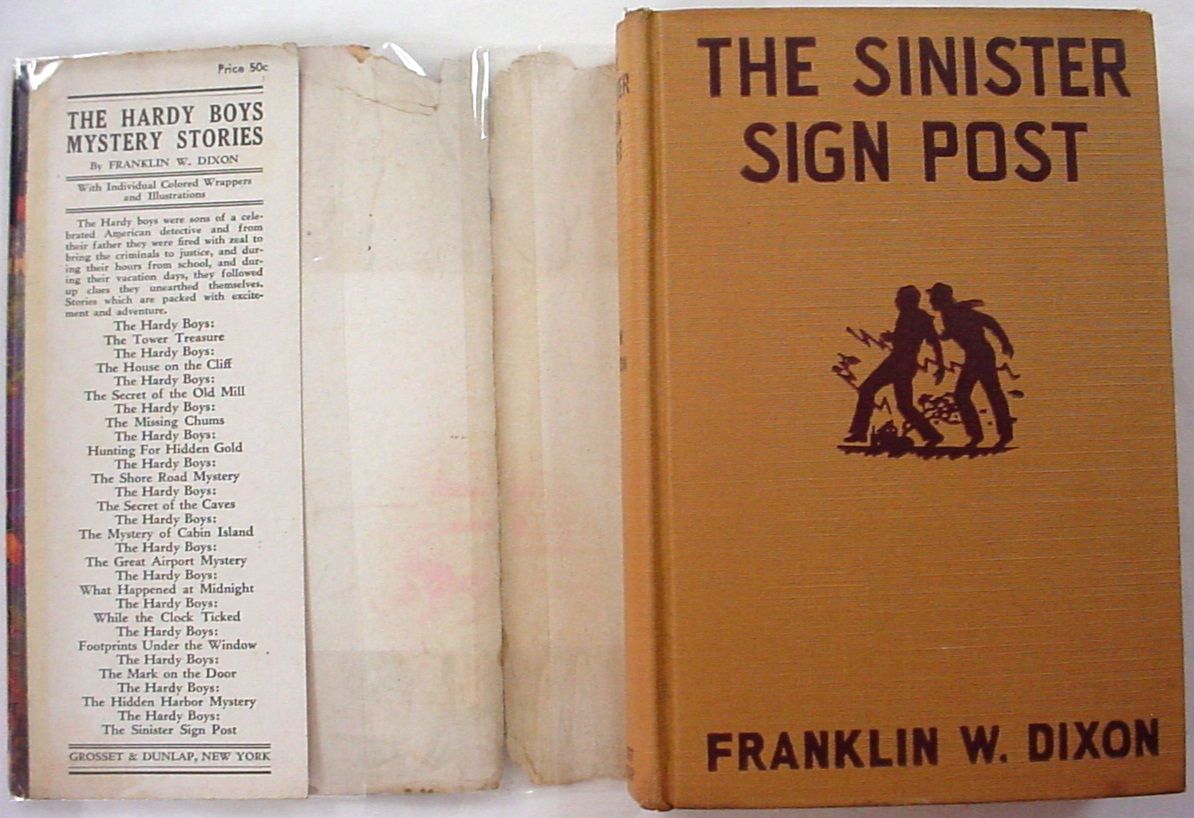 Price 50c
THE HARDY BOYS
MYSTERY STORIES
By FRANKLIN W. DIXON
With Individual Colored Wrappers
and Illustrations
The Hardy boys were sons of a cele-
brated American detective and from
their father they were fired with zeal to
bring the criminals to justice, and dur-
ing their hours from school, and dur-
ing their vacation days, they followed
up clues they unearthed themselves.
Stories which are packed with excite-
ment and adventure.
The Hardy Boys:
The Tower Treasure
The Hardy Boys:
The House on the Cliff
The Hardy Boys:
The Secret of the Old Mill
The Hardy Boys:
The Missing Chums
The Hardy Boys:
Hunting For Hidden Gold
The Hardy Boys:
The Shore Road Mystery
The Hardy Boys:
The Secret of the Caves
The Hardy Boys:
The Mystery of Cabin Island
The Hardy Boys:
The Great Airport Mystery
The Hardy Boys:
What Happened at Midnight
The Hardy Boys:
While the Clock Ticked
The Hardy Boys:
Footprints Under the Window
The Hardy Boys:
The Mark on the Door
The Hardy Boys:
The Hidden Harbor Mystery
The Hardy Boys:
The Sinister Sign Post
GROSSET & DUNLAP, NEW YORK
THE SINISTER
SIGN POST
FRANKLIN W. DIXON